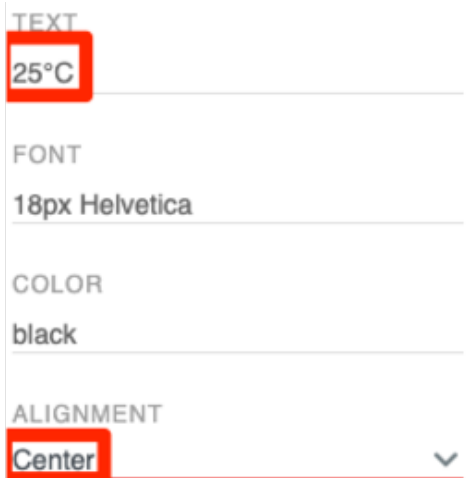 TEXT
25°C
FONT
18px Helvetica
COLOR
black
ALIGNMENT
Center